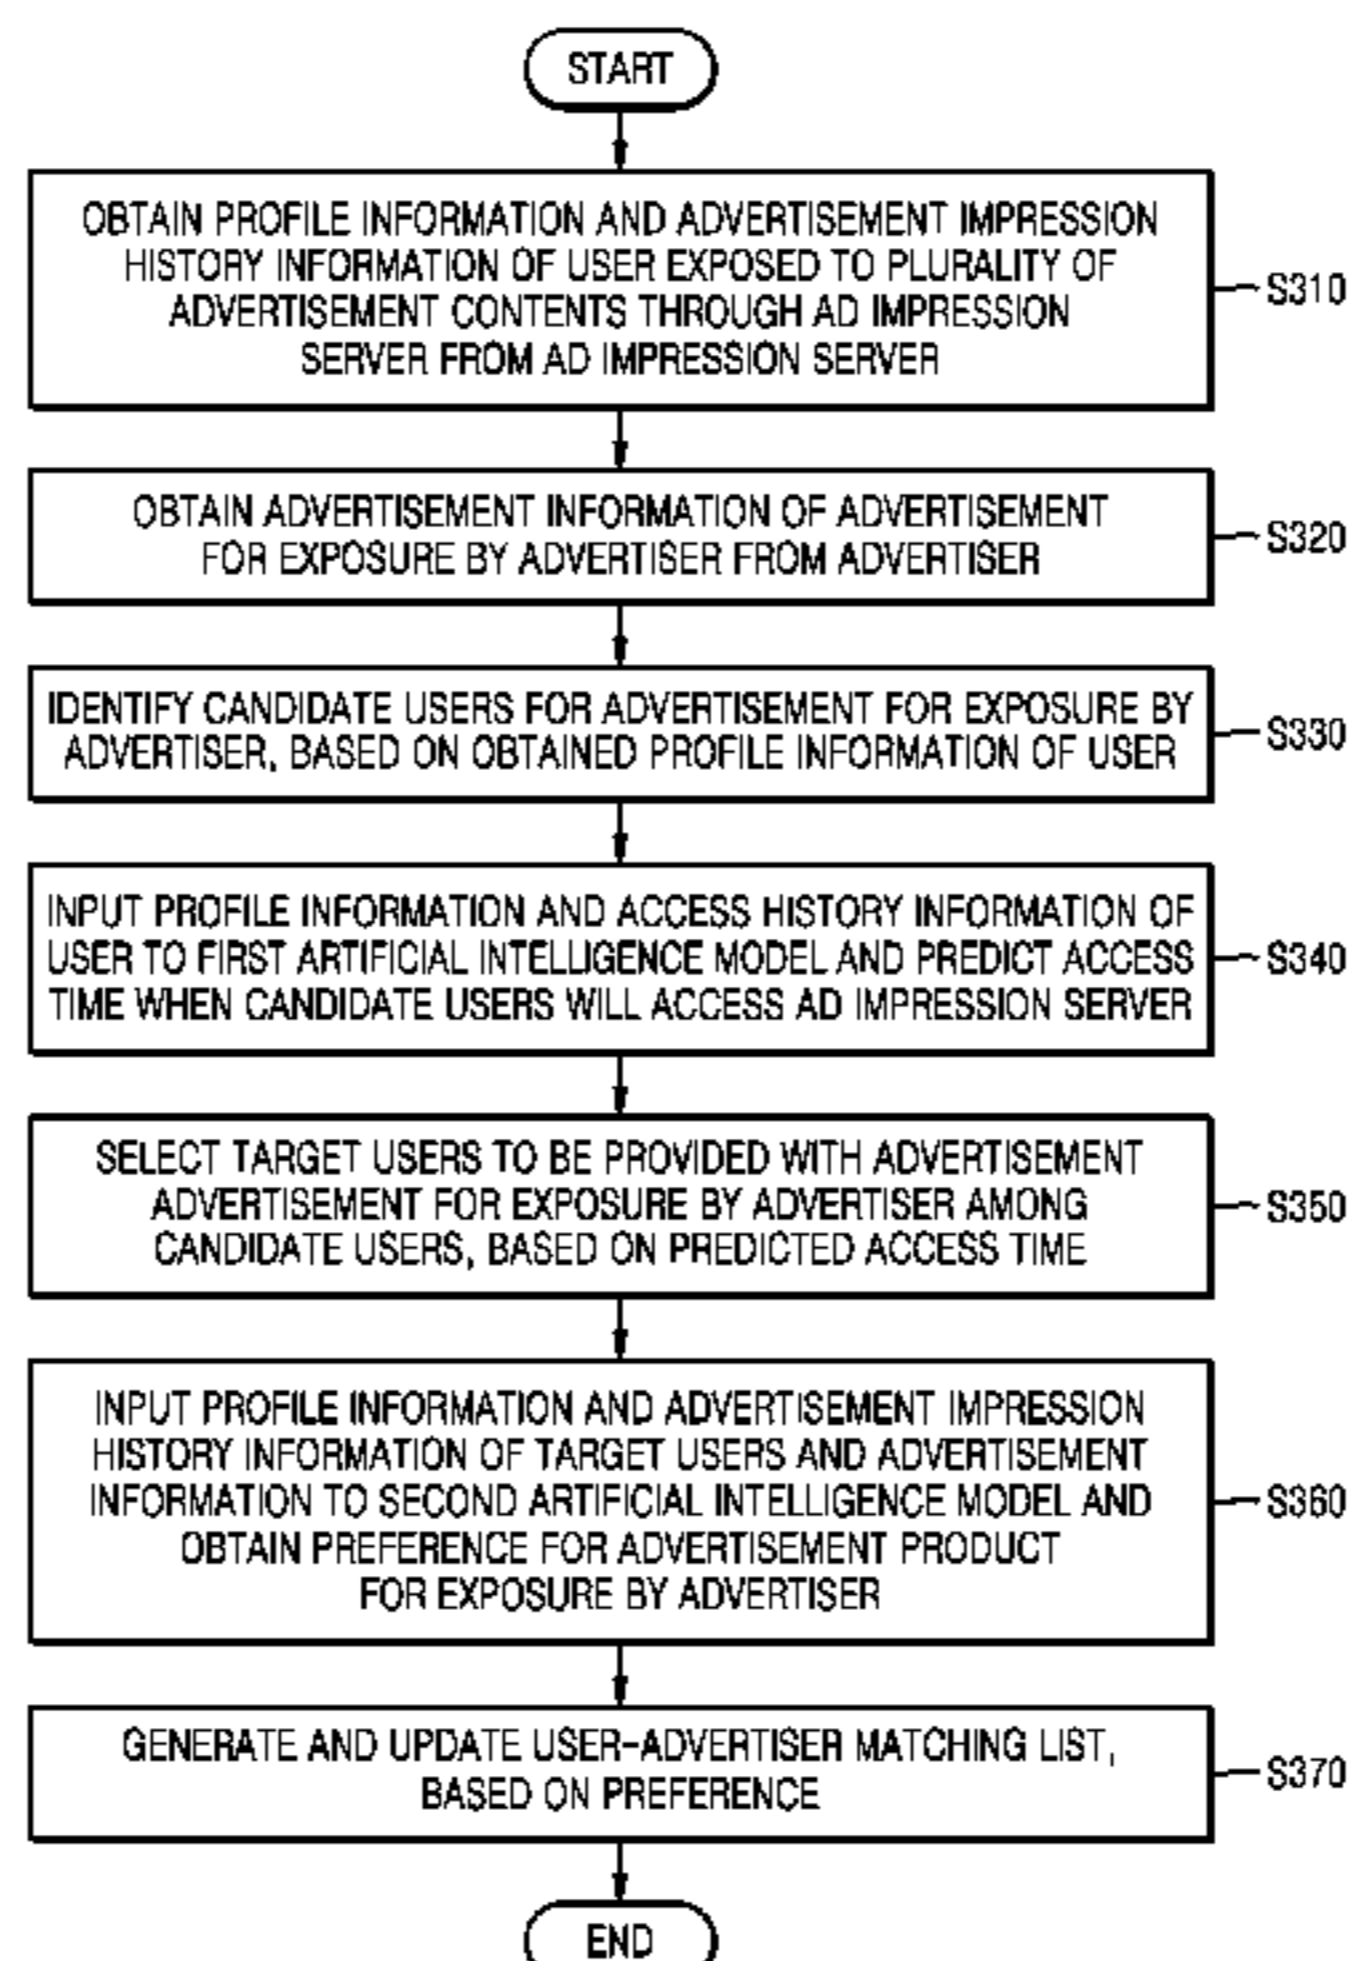 START
OBTAIN PROFILE INFORMATION AND ADVERTISEMENT IMPRESSION
HISTORY INFORMATION OF USER EXPOSED TO PLURALITY OF
ADVERTISEMENT CONTENTS THROUGH AD IMPRESSION
SERVER FROM AD IMPRESSION SERVER
S310
OBTAIN ADVERTISEMENT INFORMATION OF ADVERTISEMENT
FOR EXPOSURE BY ADVERTISER FROM ADVERTISER
S320
IDENTIFY CANDIDATE USERS FOR ADVERTISEMENT FOR EXPOSURE BY
ADVERTISER, BASED ON OBTAINED PROFILE INFORMATION OF USER
S330
INPUT PROFILE INFORMATION AND ACCESS HISTORY INFORMATION OF
USER TO FIRST ARTIFICIAL INTELLIGENCE MODEL AND PREDICT ACCESS
TIME WHEN CANDIDATE USERS WILL ACCESS AD IMPRESSION SERVER
S340
SELECT TARGET USERS TO BE PROVIDED WITH ADVERTISEMENT
ADVERTISEMENT FOR EXPOSURE BY ADVERTISER AMONG
CANDIDATE USERS, BASED ON PREDICTED ACCESS TIME
S350
INPUT PROFILE INFORMATION AND ADVERTISEMENT IMPRESSION
HISTORY INFORMATION OF TARGET USERS AND ADVERTISEMENT
INFORMATION TO SECOND ARTIFICIAL INTELLIGENCE MODEL AND
OBTAIN PREFERENCE FOR ADVERTISEMENT PRODUCT
FOR EXPOSURE BY ADVERTISER
S360
GENERATE AND UPDATE USER-ADVERTISER MATCHING LIST,
BASED ON PREFERENCE
S370
END